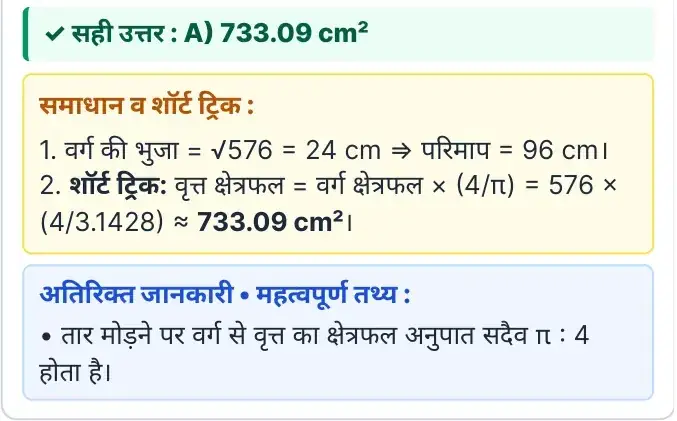 ✓ सही उत्तर : A) 733.09 cm²
समाधान व शॉर्ट ट्रिक :
1. वर्ग की भुजा = √576 = 24 cm ⇒ परिमाप = 96 cm।
2. शॉर्ट ट्रिक: वृत्त क्षेत्रफल = वर्ग क्षेत्रफल × (4/π) = 576 ×
(4/3.1428) ≈ 733.09 cm²।
अतिरिक्त जानकारी • महत्वपूर्ण तथ्य :
• तार मोड़ने पर वर्ग से वृत्त का क्षेत्रफल अनुपात सदैव π : 4
होता है।